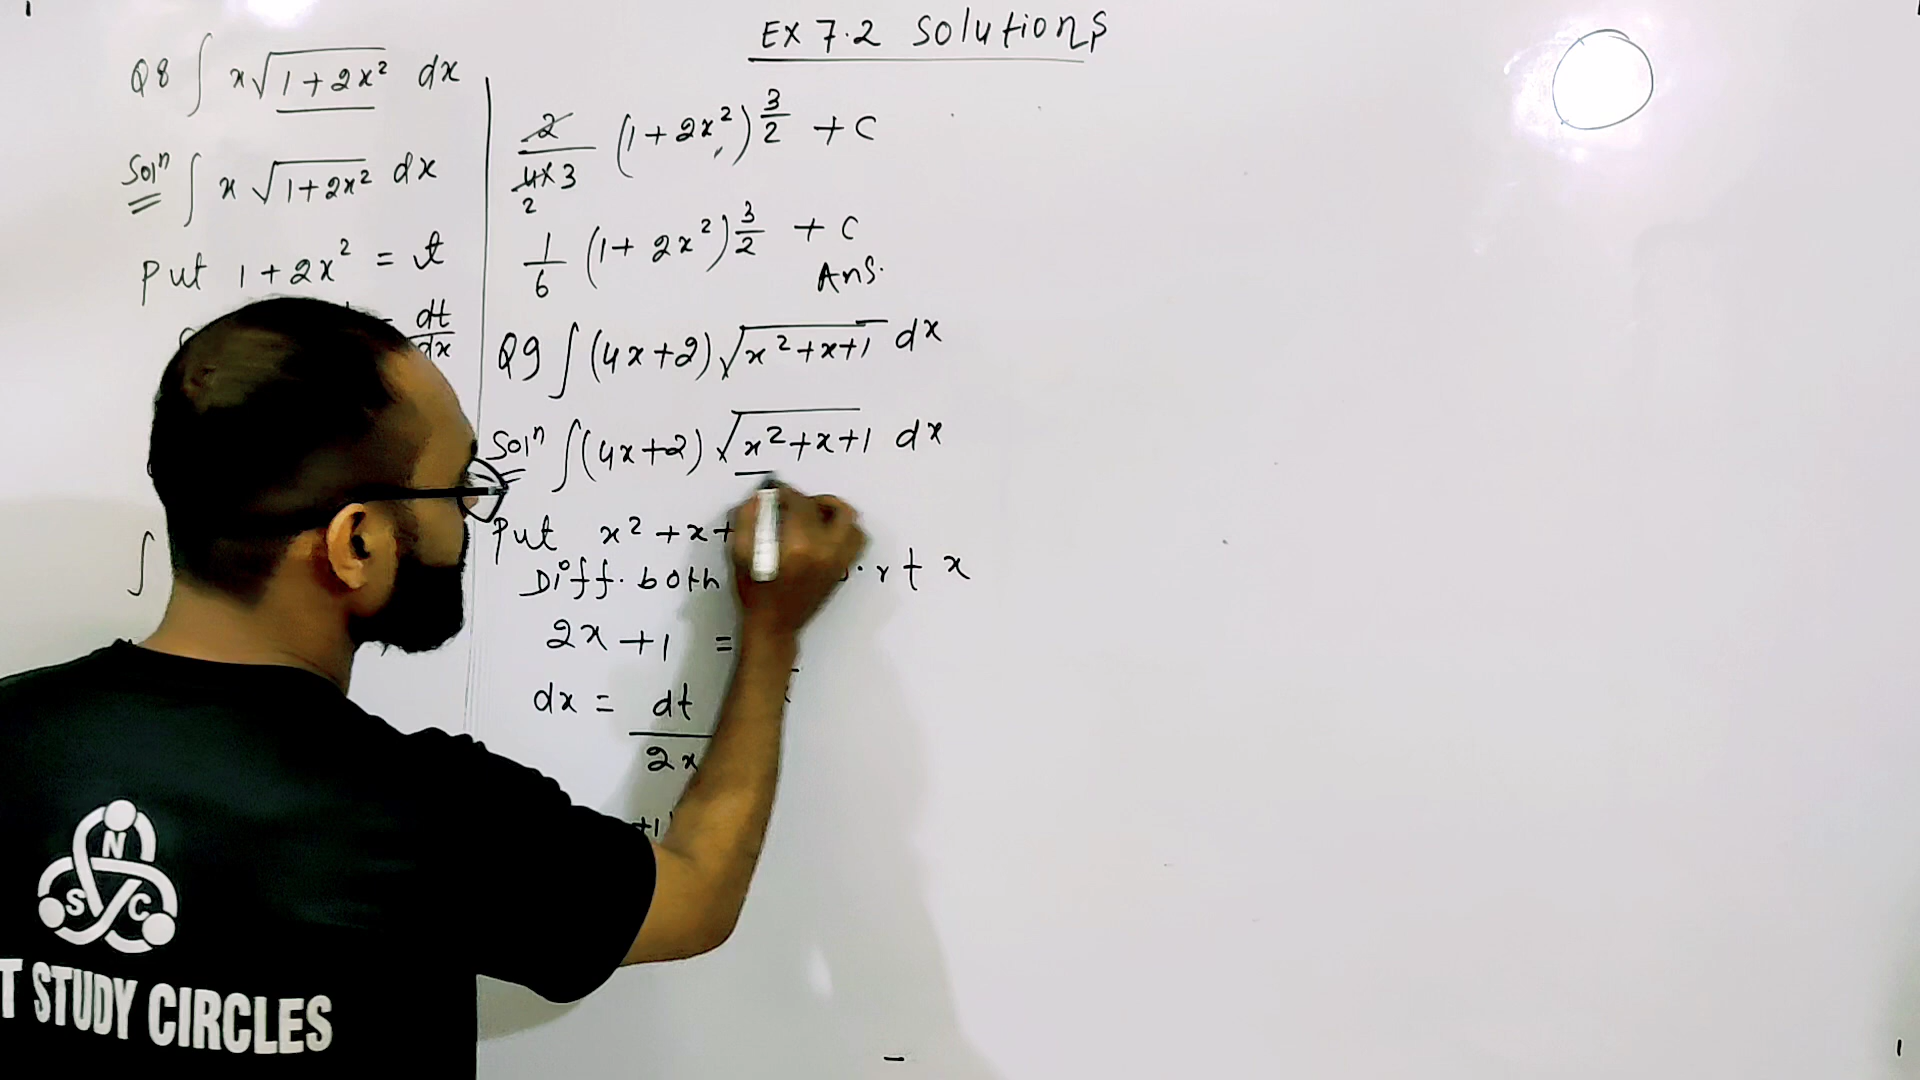 EX 7.2 Solutions
Q8 ∫ x√(1+2x²) dx
Solⁿ ∫ x√(1+2x²) dx
Put 1+2x² = t
dt/dx
∫
2/(4×3) (1+2x²)^(3/2) + C
2
1/6 (1+2x²)^(3/2) + C
Ans.
Q9 ∫(4x+2)√(x²+x+1) dx
Solⁿ ∫(4x+2)√(x²+x+1) dx
Put x²+x+
Diff. both r t x
2x+1 =
dx = dt/2x
+1
N
S C
T STUDY CIRCLES